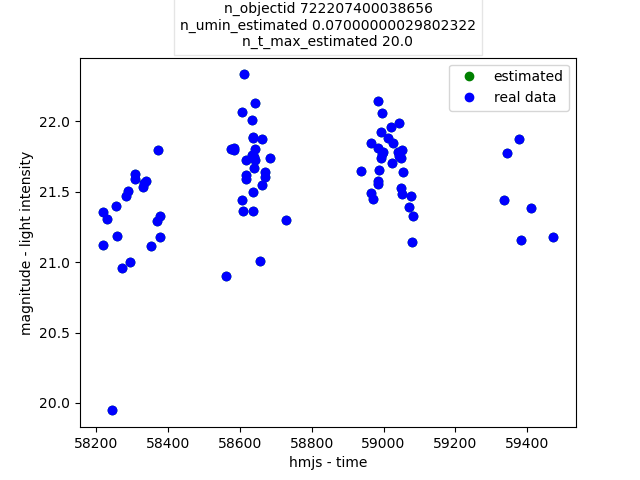 n_objectid 722207400038656
n_umin_estimated 0.07000000029802322
n_t_max_estimated 20.0
estimated
real data
22.0
21.5
21.0
20.5
20.0
magnitude - light intensity
58200 58400 58600 58800 59000 59200 59400
hmjs - time